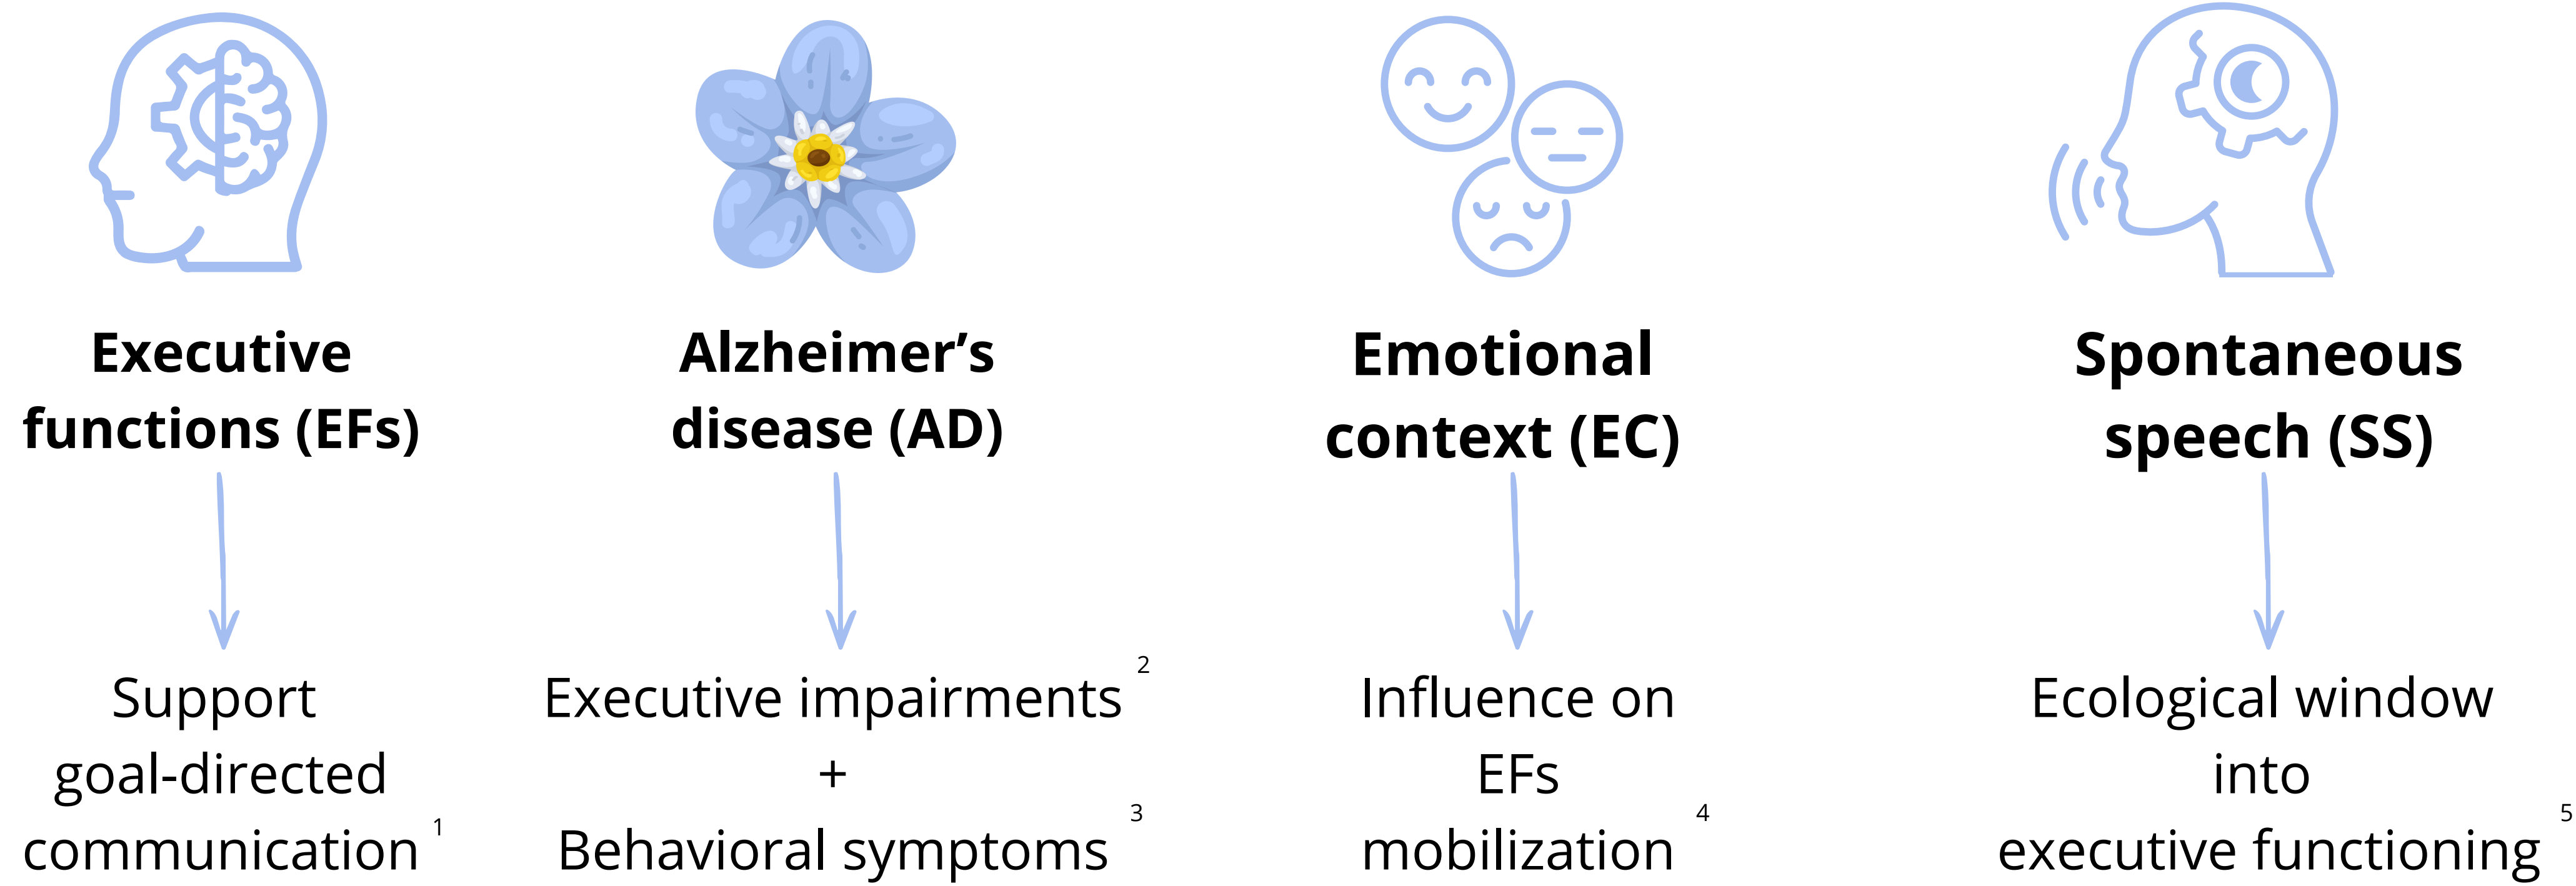 Executive
functions (EFs)
Support
goal-directed
communication 1
Alzheimer’s
disease (AD)
Executive impairments 2
+
Behavioral symptoms 3
Emotional
context (EC)
Influence on
EFs
mobilization 4
Spontaneous
speech (SS)
Ecological window
into
executive functioning 5